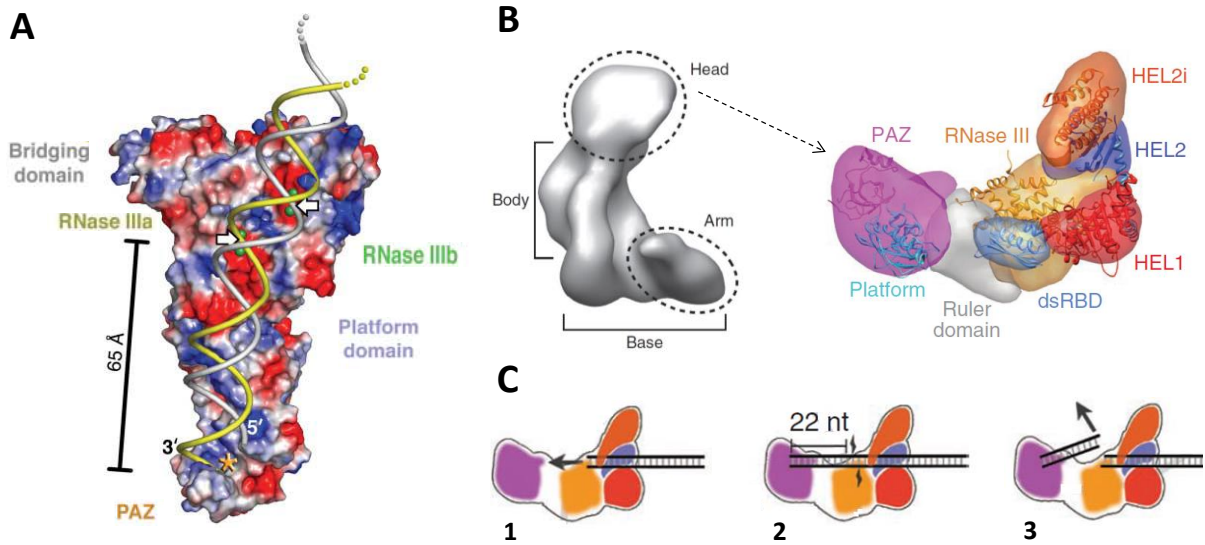 A
Bridging
domain
RNase IIIa
RNase IIIb
65 Å
Platform
domain
3′
5′
*
PAZ
B
Head
Body
Arm
Base
PAZ
RNase III
HEL2i
HEL2
HEL1
Platform
Ruler
domain
dsRBD
C
22 nt
1
2
3